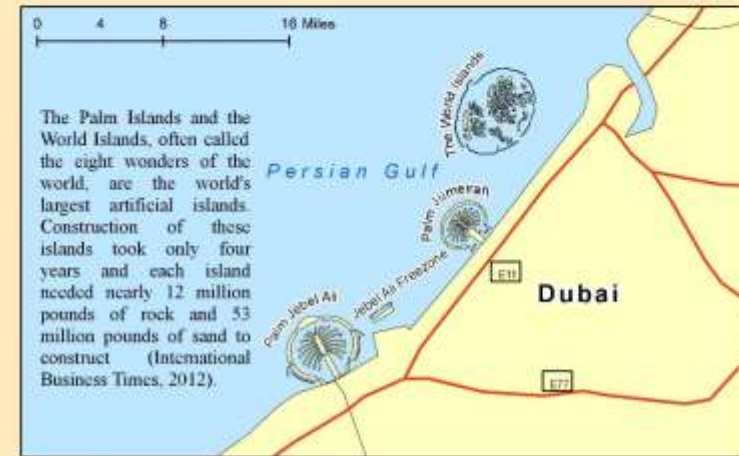 0 4 8 16 Miles
The Palm Islands and the
World Islands, often called
the eight wonders of the
world, are the world's
largest artificial islands.
Construction of these
islands took only four
years and each island
needed nearly 12 million
pounds of rock and 53
million pounds of sand to
construct (International
Business Times, 2012).
Persian Gulf
The World Islands
Palm Jumeran
Jebel Ali Freezone
Palm Jebel Ali
E11
Dubai
E77